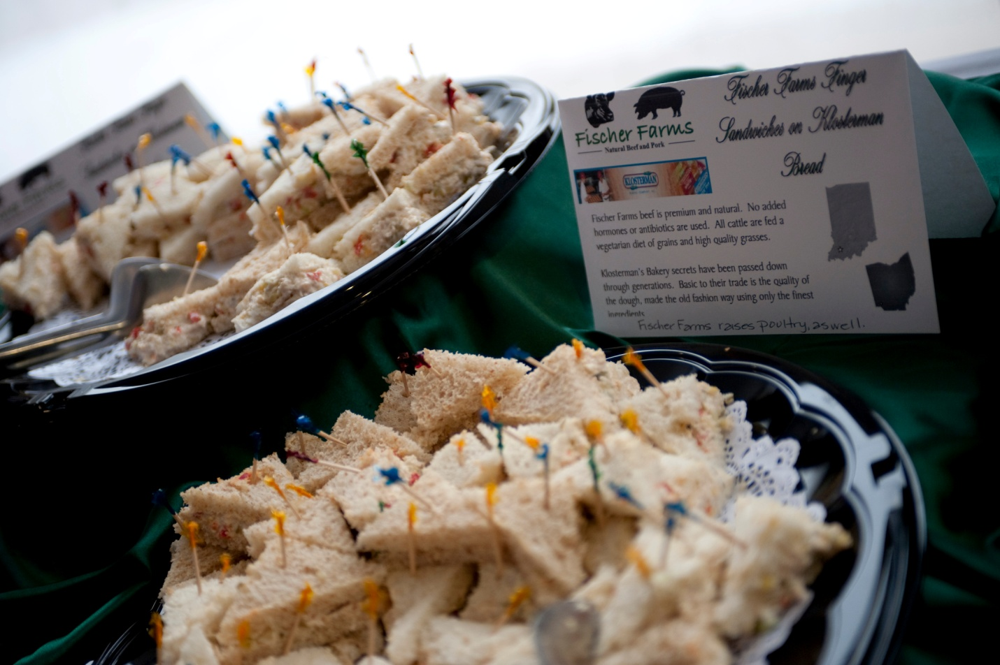 Fischer Farms Finger
Sandwiches on Klosterman
Bread
Fischer Farms
Natural Beef and Pork
KLOSTERMAN
Fischer Farms beef is premium and natural. No added
hormones or antibiotics are used. All cattle are fed a
vegetarian diet of grains and high quality grasses.
Klosterman's Bakery secrets have been passed down
through generations. Basic to their trade is the quality of
the dough, made the old fashion way using only the finest
ingredients
Fischer Farms raises poultry, as well.